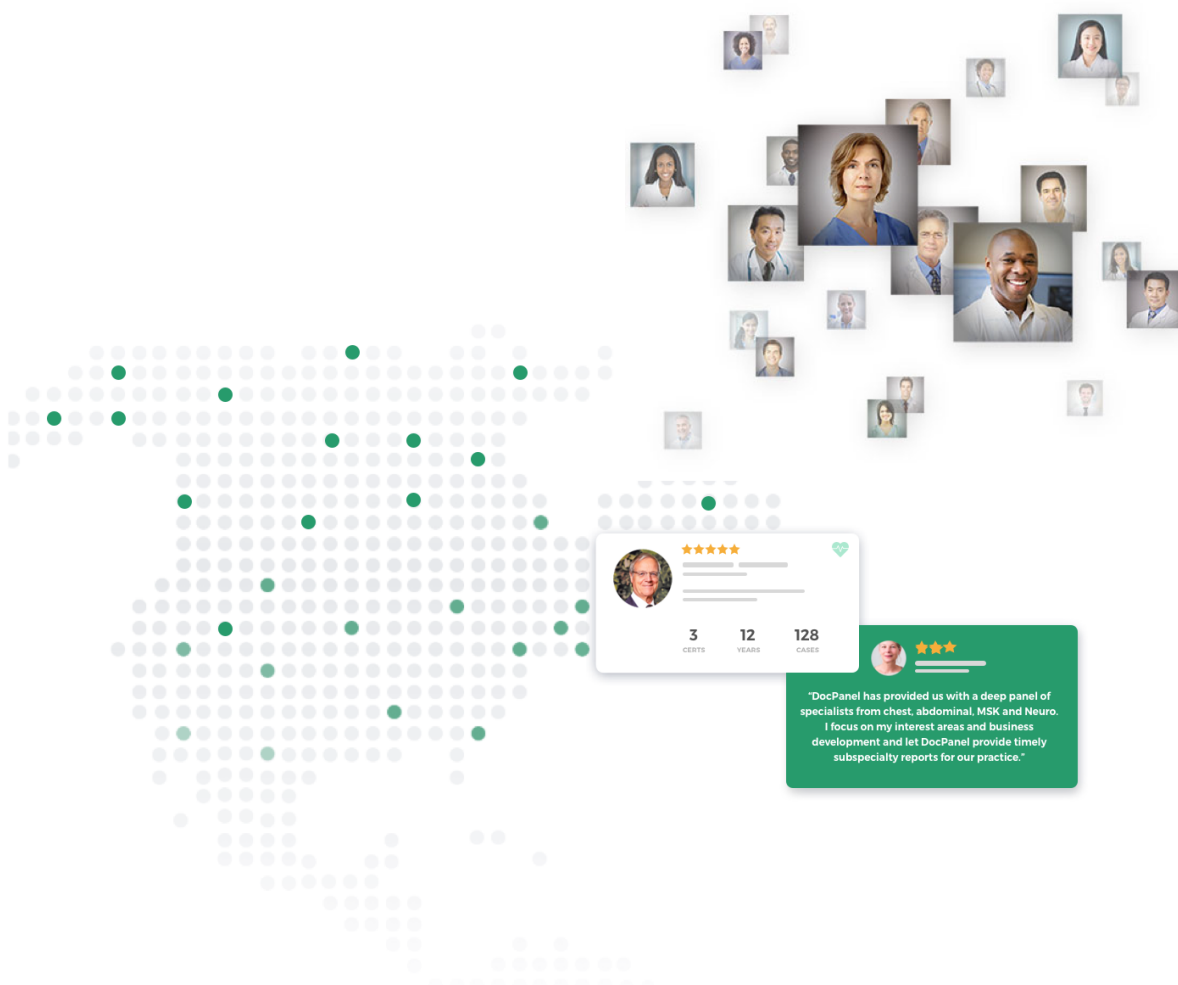 3 12 128
CERTS YEARS CASES
“DocPanel has provided us with a deep panel of
specialists from chest, abdominal, MSK and Neuro.
I focus on my interest areas and business
development and let DocPanel provide timely
subspecialty reports for our practice.”